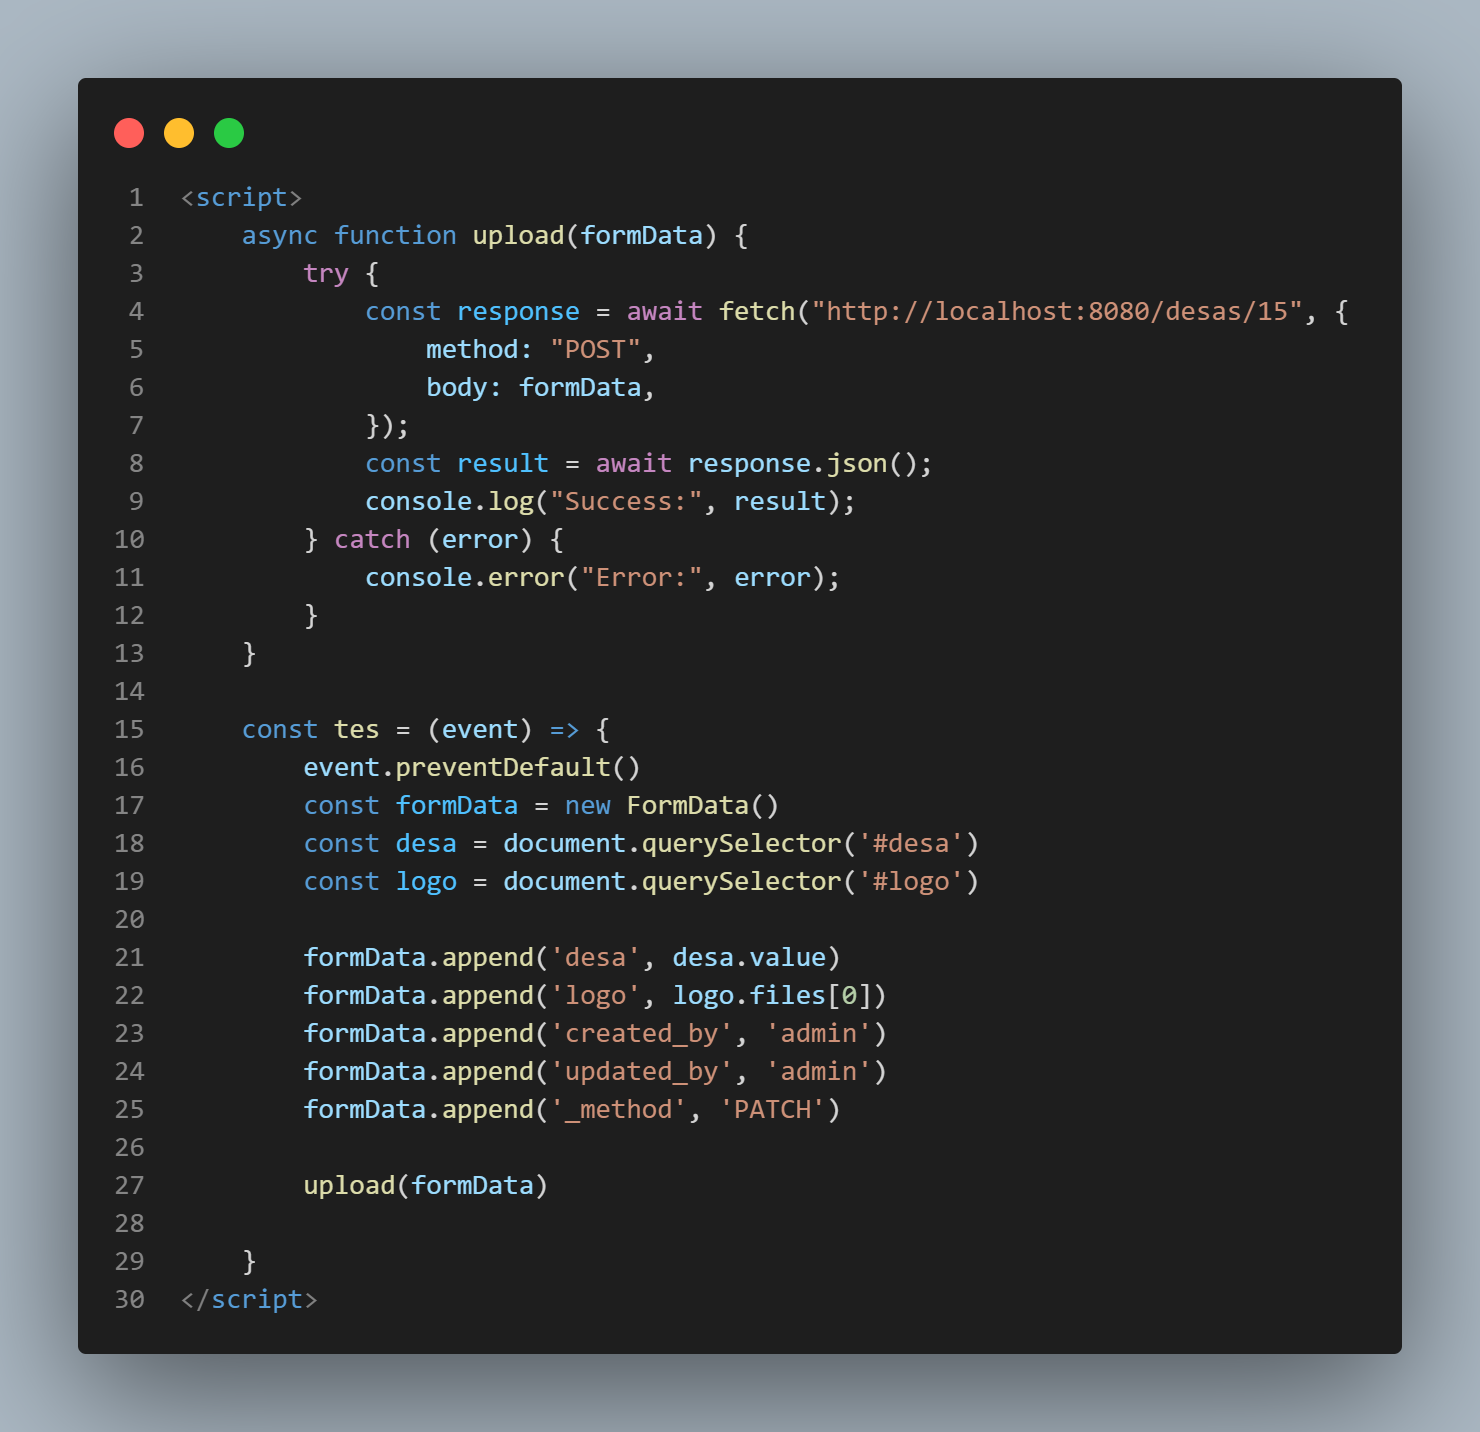 1 <script>
2     async function upload(formData) {
3         try {
4             const response = await fetch("http://localhost:8080/desas/15", {
5                 method: "POST",
6                 body: formData,
7             });
8             const result = await response.json();
9             console.log("Success:", result);
10         } catch (error) {
11             console.error("Error:", error);
12         }
13     }
14
15     const tes = (event) => {
16         event.preventDefault()
17         const formData = new FormData()
18         const desa = document.querySelector('#desa')
19         const logo = document.querySelector('#logo')
20
21         formData.append('desa', desa.value)
22         formData.append('logo', logo.files[0])
23         formData.append('created_by', 'admin')
24         formData.append('updated_by', 'admin')
25         formData.append('_method', 'PATCH')
26
27         upload(formData)
28
29     }
30 </script>